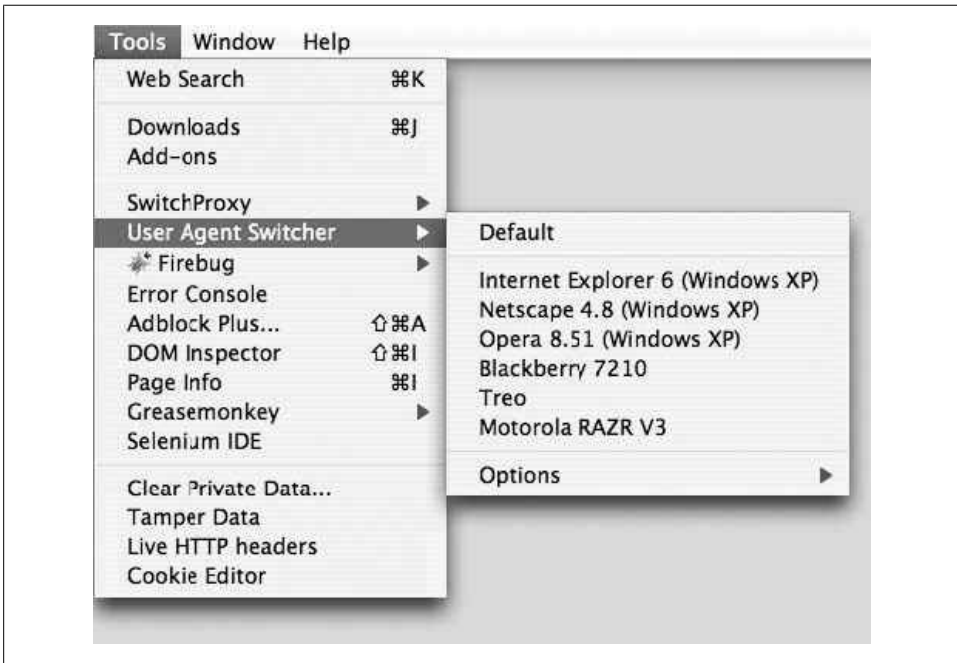 Tools Window Help
Web Search ⌘K
Downloads ⌘J
Add-ons
SwitchProxy
User Agent Switcher
Firebug
Error Console
Adblock Plus... ⇧⌘A
DOM Inspector ⇧⌘I
Page Info ⌘I
Greasemonkey
Selenium IDE
Clear Private Data...
Tamper Data
Live HTTP headers
Cookie Editor
Default
Internet Explorer 6 (Windows XP)
Netscape 4.8 (Windows XP)
Opera 8.51 (Windows XP)
Blackberry 7210
Treo
Motorola RAZR V3
Options